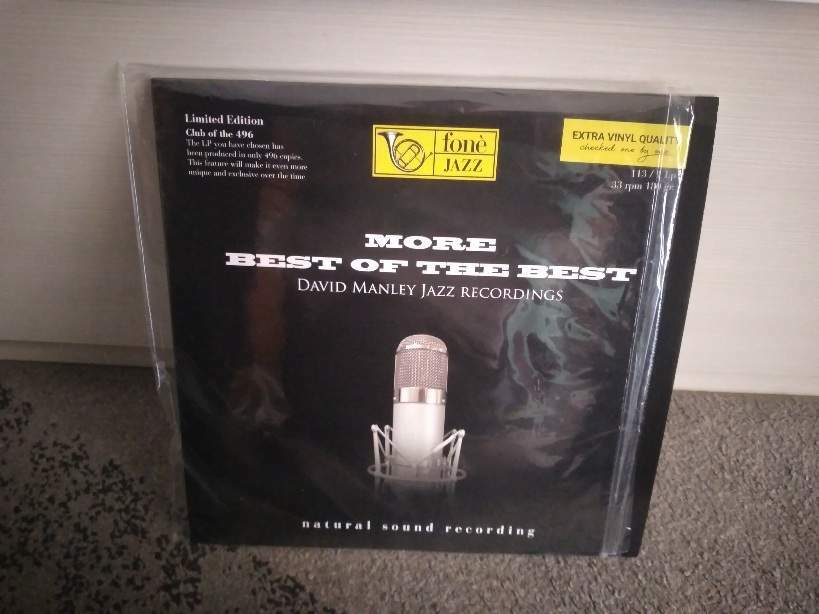 Limited Edition
Club of the 496
The LP you have chosen has
been produced in only 496 copies.
This feature will make it even more
unique and exclusive over the time
fonè
JAZZ
EXTRA VINYL QUALITY
checked one by one
33 rpm 180 gr.
MORE
BEST OF THE BEST
DAVID MANLEY JAZZ RECORDINGS
natural sound recording